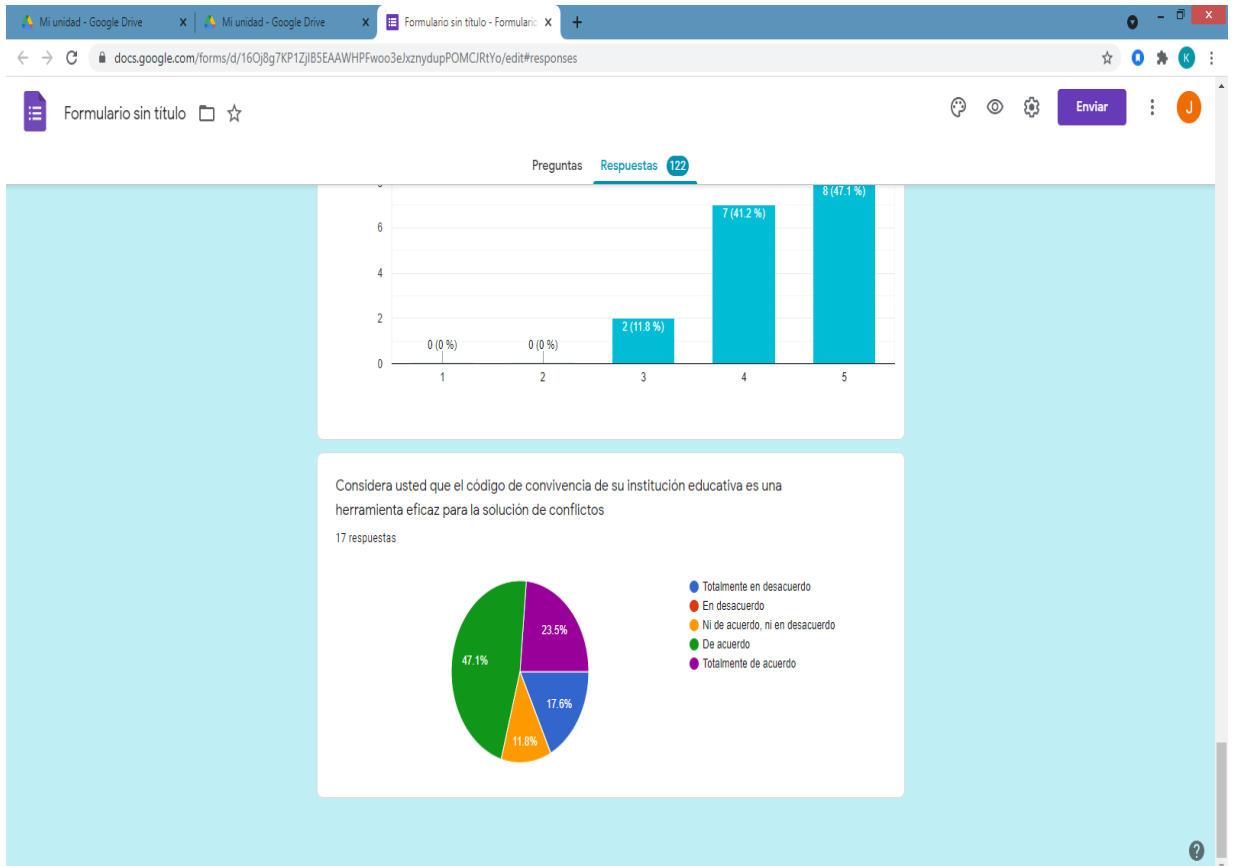 Mi unidad - Google Drive
Mi unidad - Google Drive
Formulario sin título - Formulario
docs.google.com/forms/d/16Oj8g7KP1ZjIB5EAAWHPFwoo3eJxznydupPOMCJRtYo/edit#responses
K
Formulario sin título
Enviar
J
Preguntas Respuestas 122
8 (47.1 %)
7 (41.2 %)
6
4
2
2 (11.8 %)
0 (0 %) 0 (0 %)
0
1 2 3 4 5
Considera usted que el código de convivencia de su institución educativa es una
herramienta eficaz para la solución de conflictos
17 respuestas
Totalmente en desacuerdo
En desacuerdo
Ni de acuerdo, ni en desacuerdo
De acuerdo
Totalmente de acuerdo
23.5%
47.1%
17.6%
11.8%